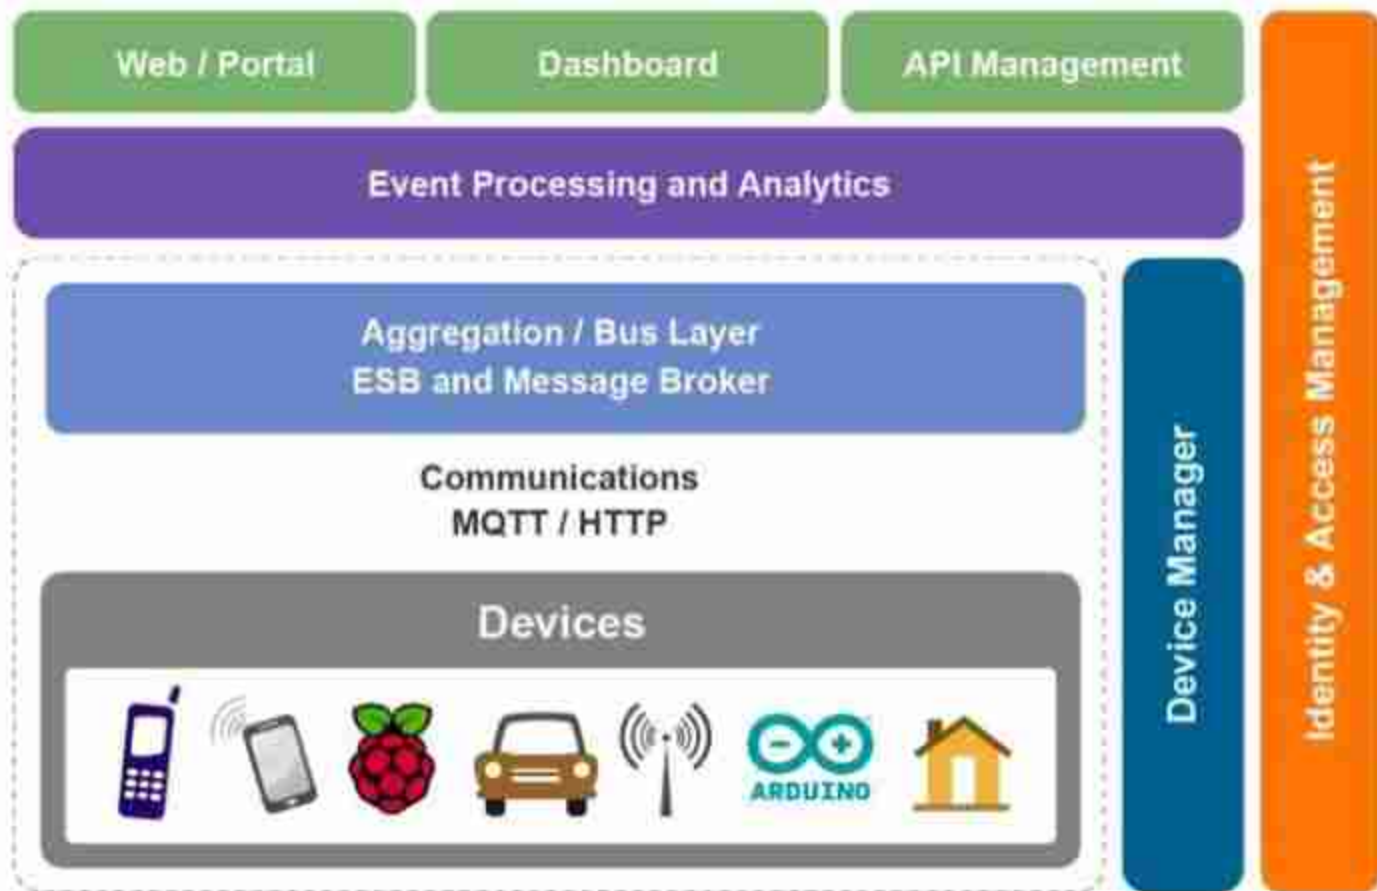 Web / Portal
Dashboard
API Management
Event Processing and Analytics
Aggregation / Bus Layer
ESB and Message Broker
Communications
MQTT / HTTP
Devices
ARDUINO
Device Manager
Identity & Access Management